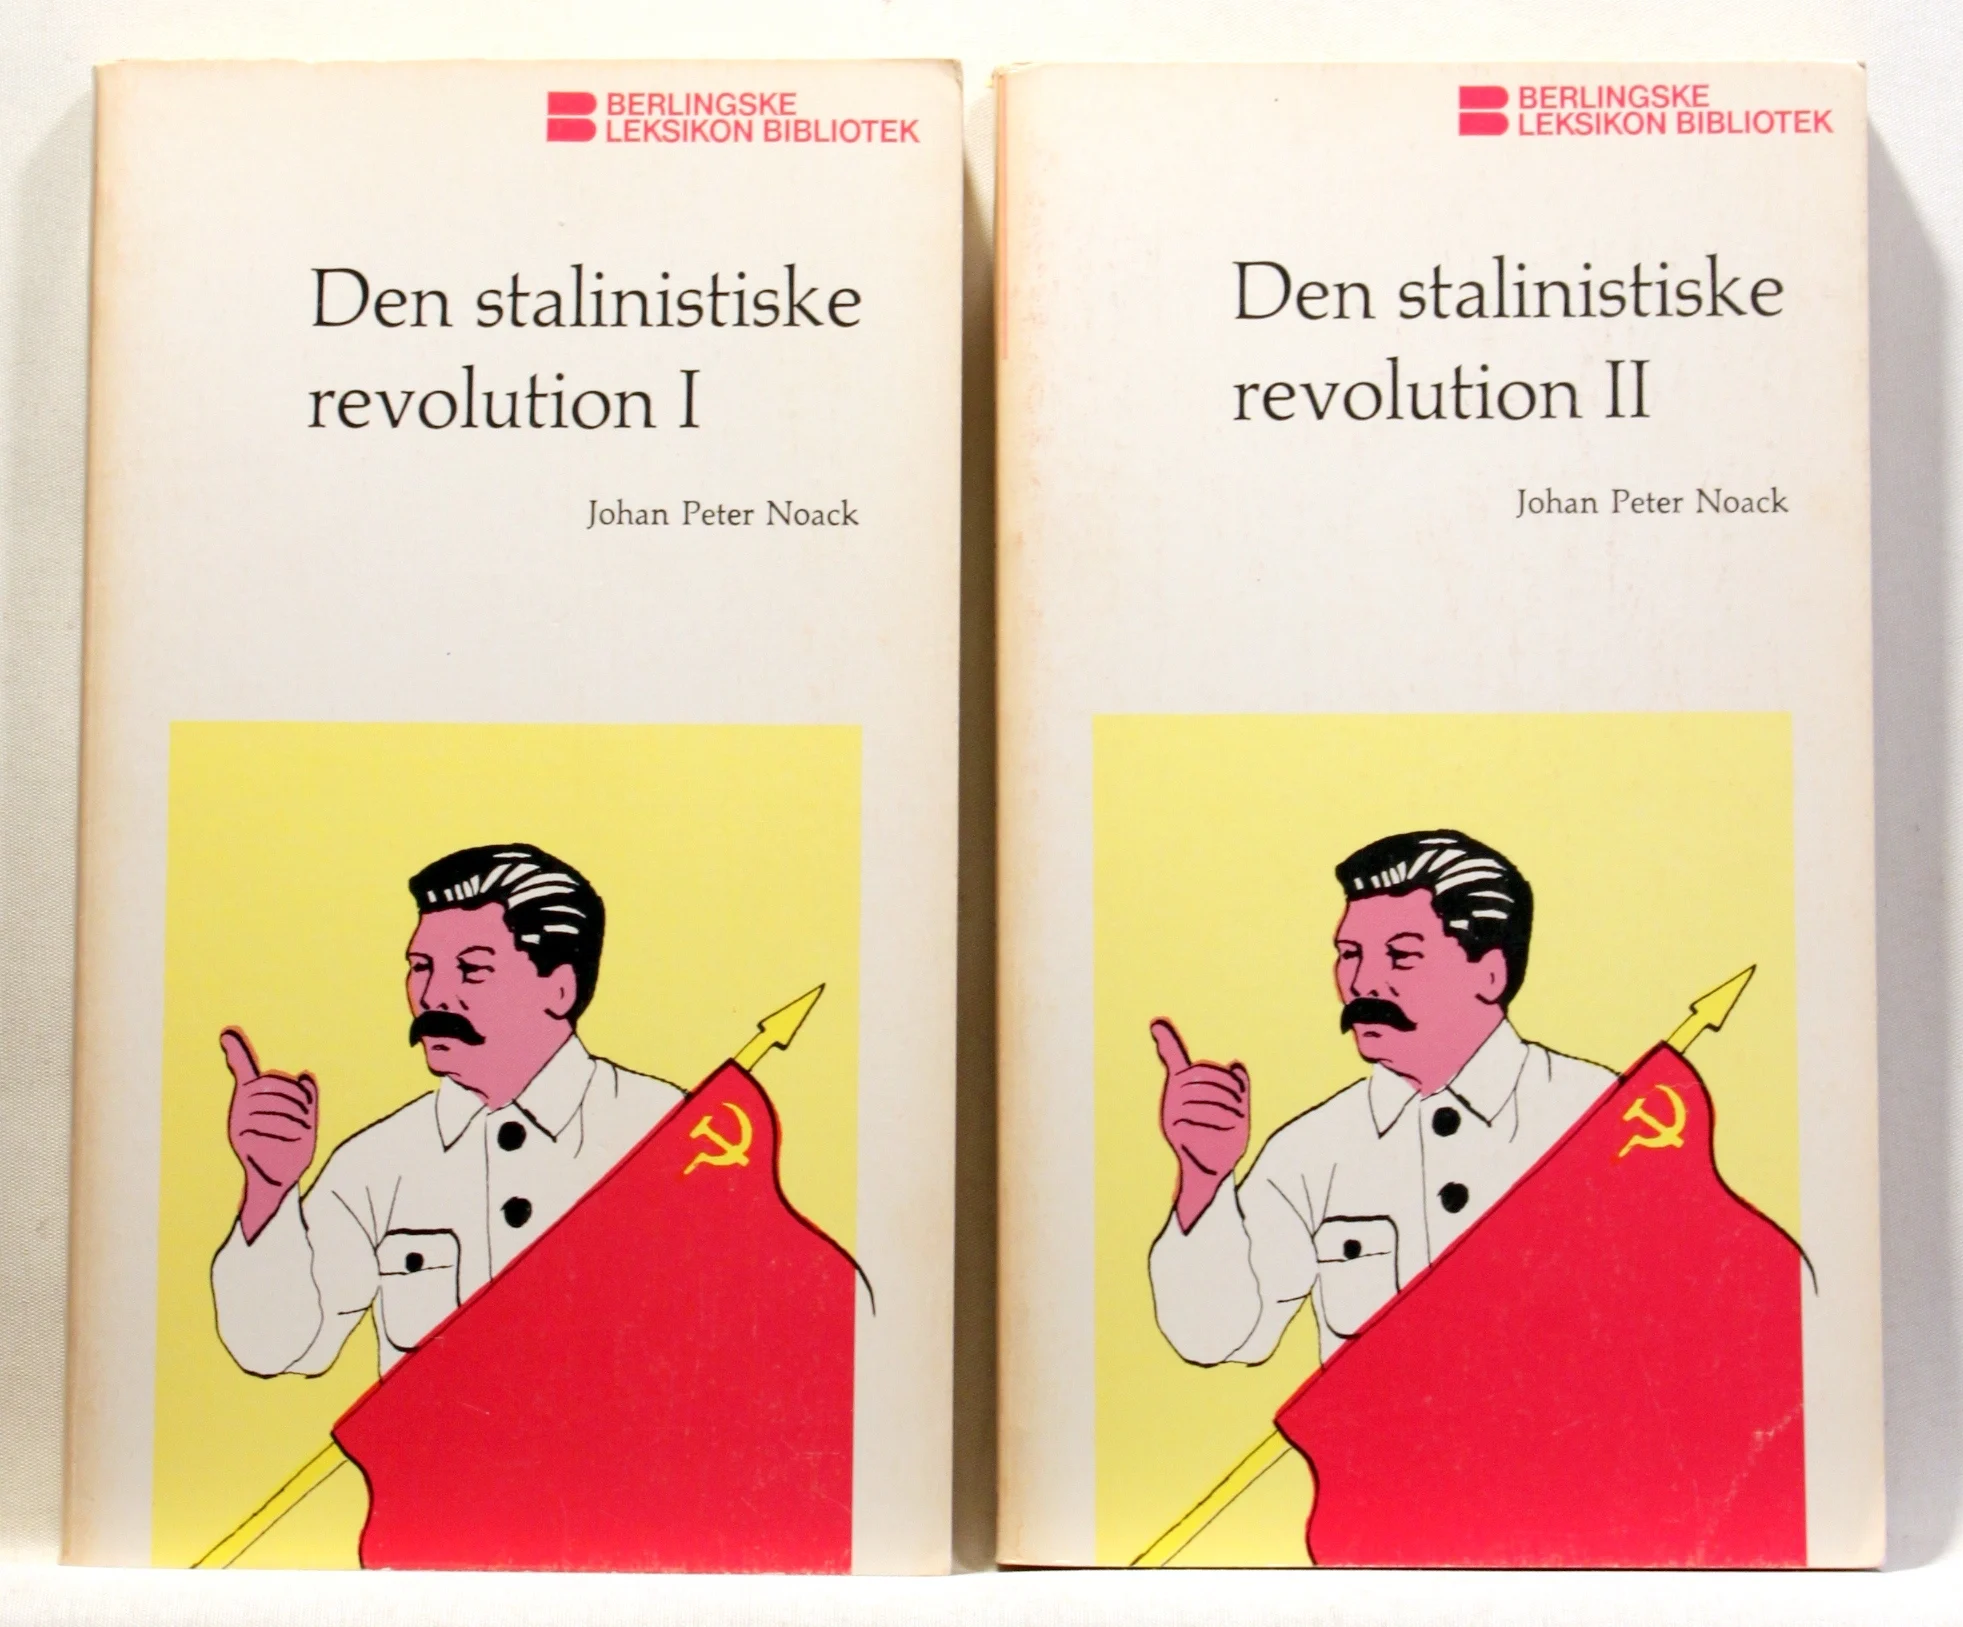 BERLINGSKE
LEKSIKON BIBLIOTEK
Den stalinistiske
revolution I
Johan Peter Noack
BERLINGSKE
LEKSIKON BIBLIOTEK
Den stalinistiske
revolution II
Johan Peter Noack